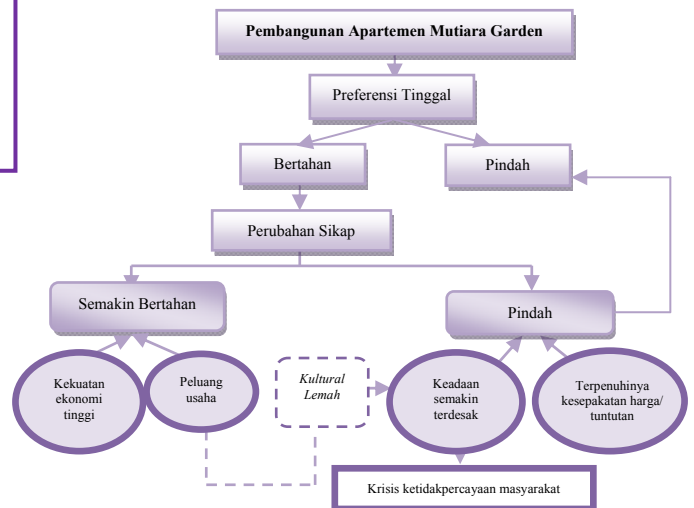 Pembangunan Apartemen Mutiara Garden
Preferensi Tinggal
Bertahan
Pindah
Perubahan Sikap
Semakin Bertahan
Pindah
Kekuatan
ekonomi
tinggi
Peluang
usaha
Kultural
Lemah
Keadaan
semakin
terdesak
Terpenuhinya
kesepakatan harga/
tuntutan
Krisis ketidakpercayaan masyarakat